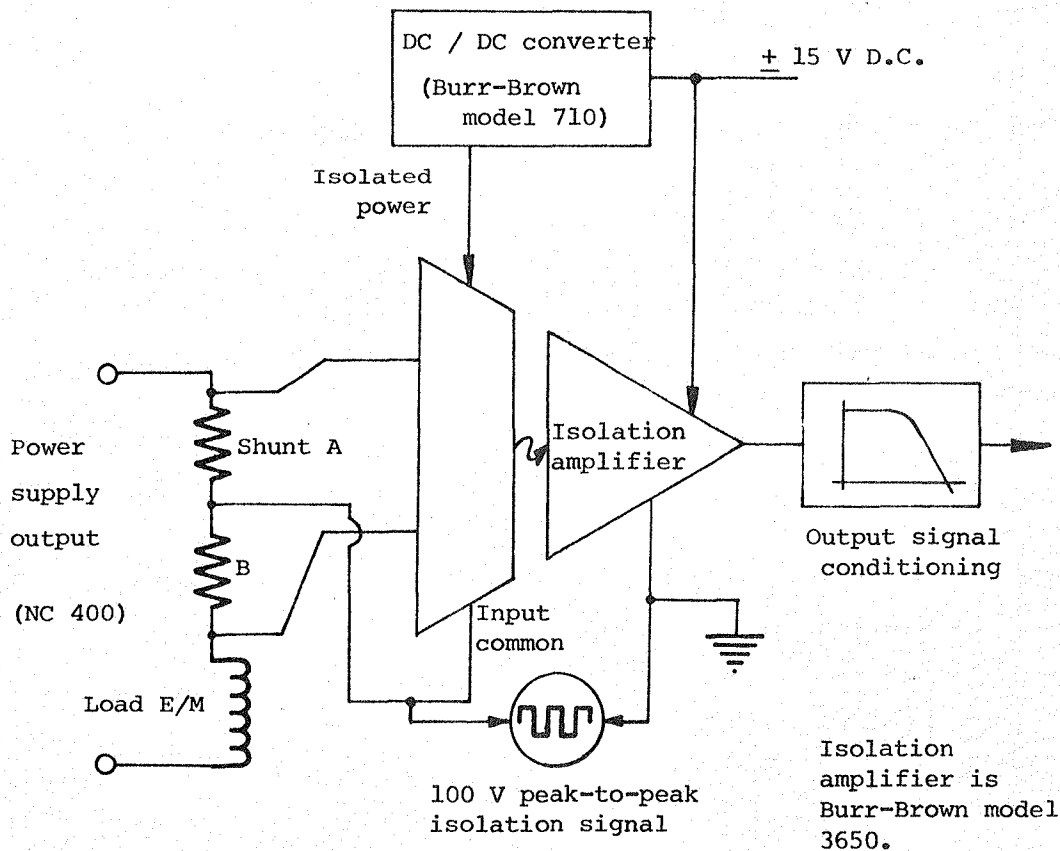 DC / DC converter
(Burr-Brown
model 710)
+ 15 V D.C.
Isolated
power
Power
supply
output
(NC 400)
Shunt A
B
Load E/M
Isolation
amplifier
Input
common
Output signal
conditioning
100 V peak-to-peak
isolation signal
Isolation
amplifier is
Burr-Brown model
3650.